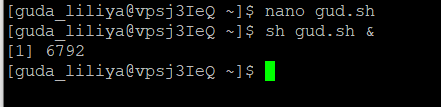 [guda_liliya@vpsj3IeQ ~]$ nano gud.sh
[guda_liliya@vpsj3IeQ ~]$ sh gud.sh &
[1] 6792
[guda_liliya@vpsj3IeQ ~]$